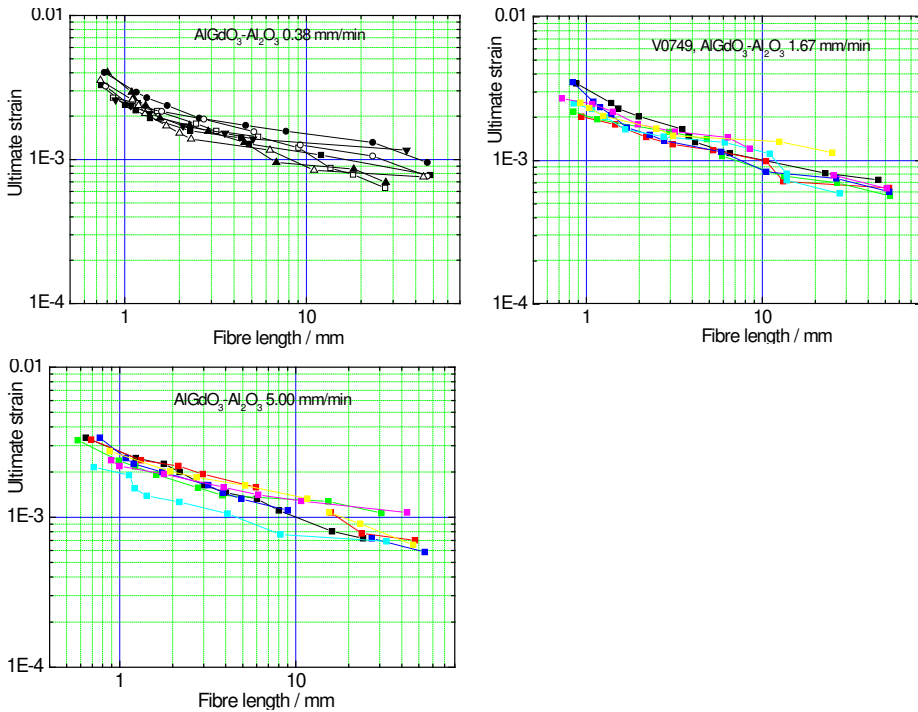 0.01
AlGdO₃-Al₂O₃ 0.38 mm/min
Ultimate strain
1E-3
1E-4
1
10
Fibre length / mm
0.01
V0749, AlGdO₃-Al₂O₃ 1.67 mm/min
Ultimate strain
1E-3
1E-4
1
10
Fibre length / mm
0.01
AlGdO₃-Al₂O₃ 5.00 mm/min
Ultimate strain
1E-3
1E-4
1
10
Fibre length / mm